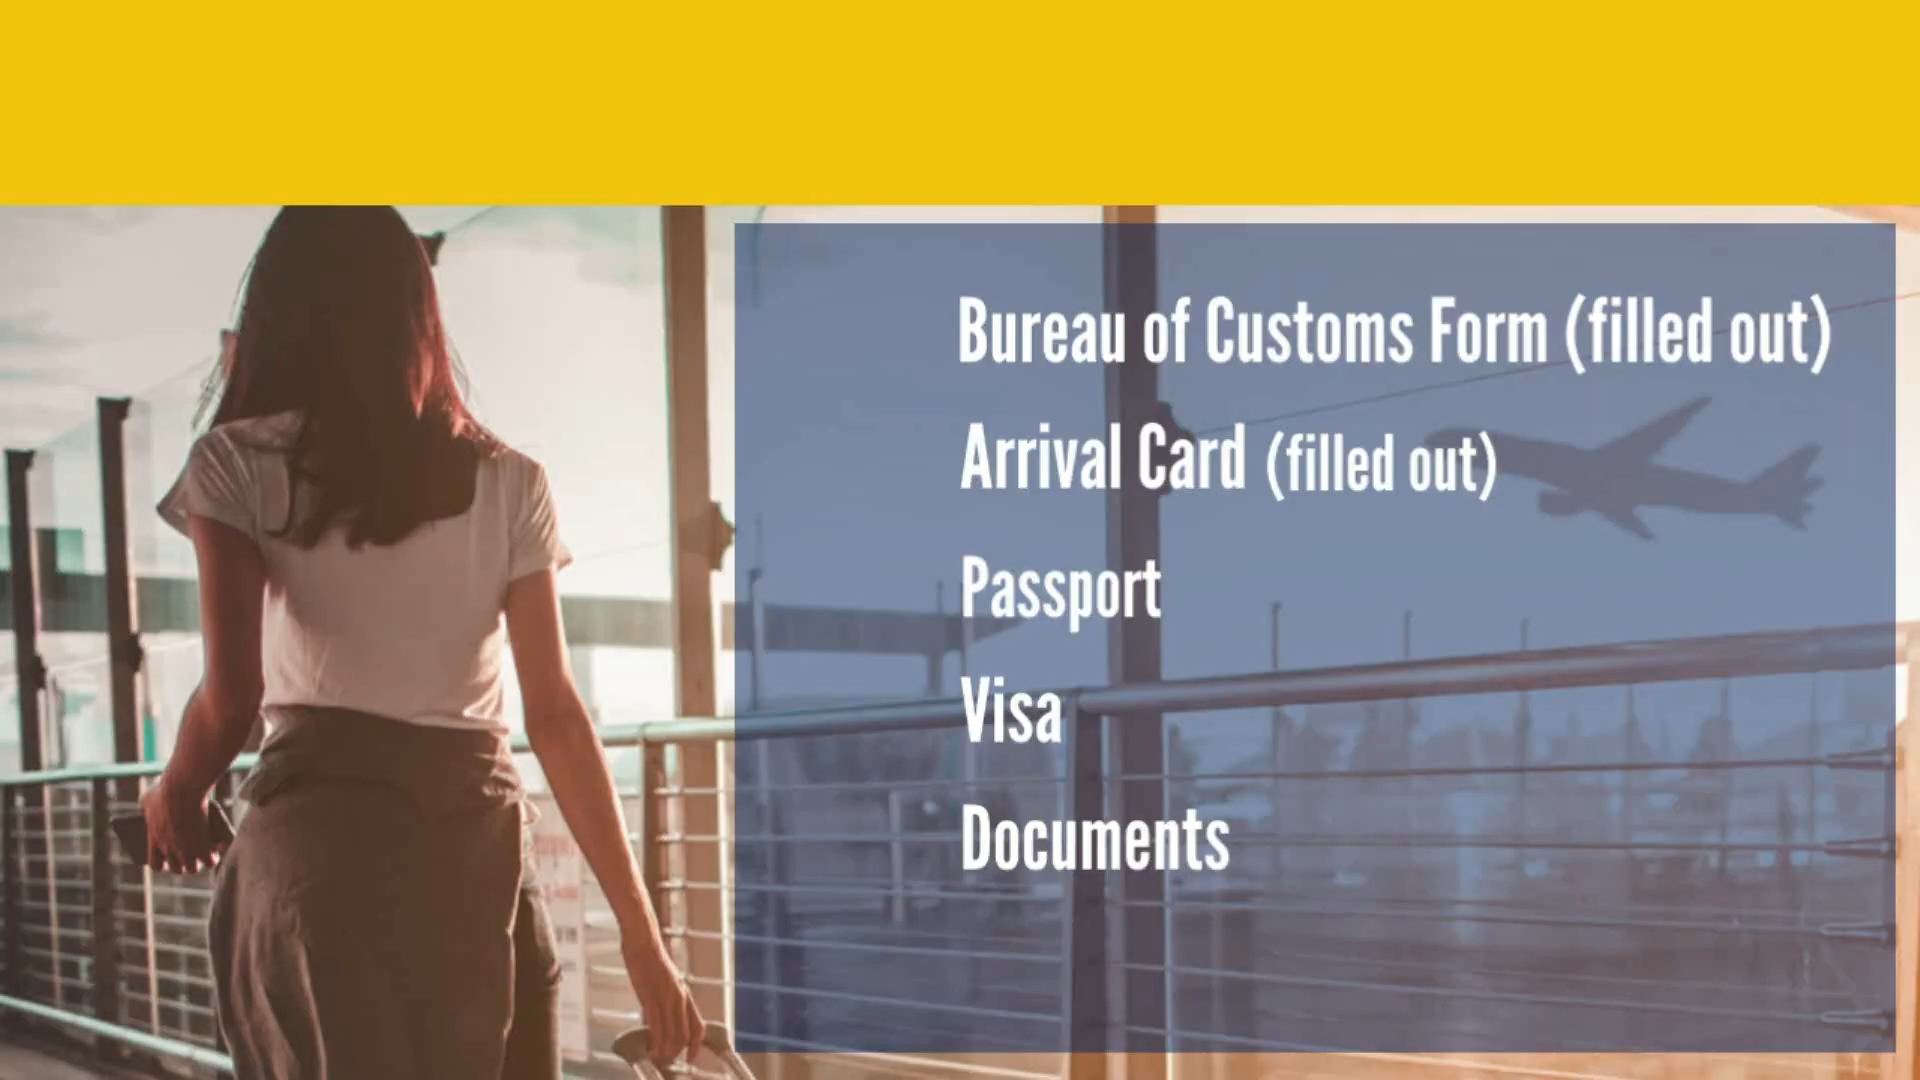 Bureau of Customs Form (filled out)
Arrival Card (filled out)
Passport
Visa
Documents